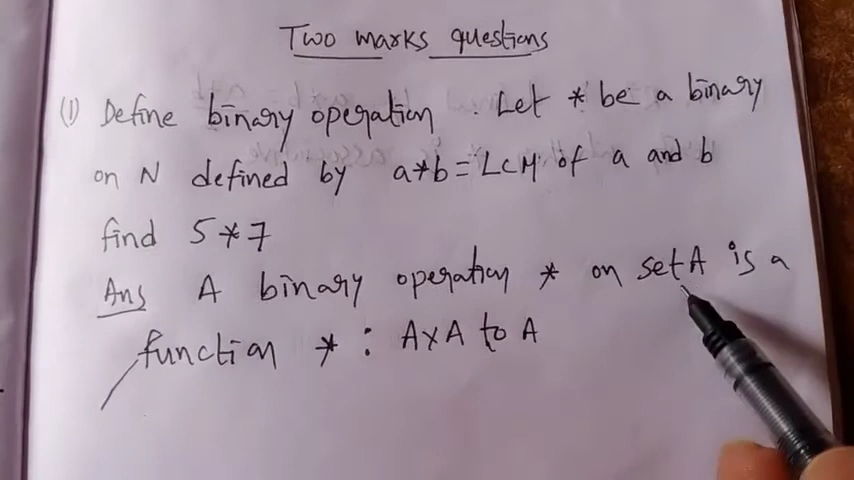 Two marks questions
(1) Define binary operation. Let * be a binary
on N defined by a*b = "LCM" of a and b
find 5*7
Ans A binary operation * on set A is a
function * : A×A to A